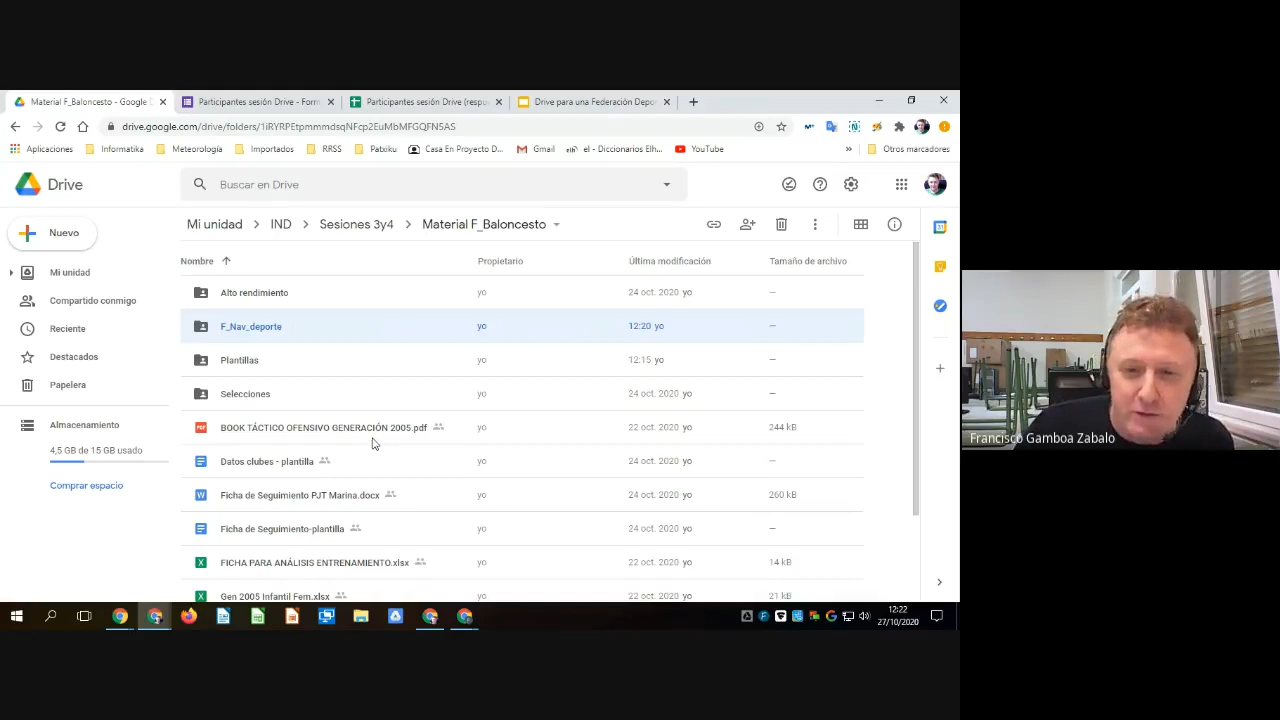 Material F_Baloncesto - Google D
Participantes sesión Drive - Form
Participantes sesión Drive (respu
Drive para una Federación Depor
drive.google.com/drive/folders/1iRYRPEtpmmmdsqNFcp2EuMbMFGQFN5AS
Aplicaciones
Informatika
Meteorología
Importados
RRSS
Patxiku
Casa En Proyecto D...
Gmail
el - Diccionarios Elh...
YouTube
»
Otros marcadores
Drive
Buscar en Drive
Nuevo
Mi unidad > IND > Sesiones 3y4 > Material F_Baloncesto
Nombre
Propietario
Última modificación
Tamaño de archivo
Mi unidad
Compartido conmigo
Reciente
Destacados
Papelera
Almacenamiento
4,5 GB de 15 GB usado
Comprar espacio
Alto rendimiento yo 24 oct. 2020 yo —
F_Nav_deporte yo 12:20 yo —
Plantillas yo 12:15 yo —
Selecciones yo 24 oct. 2020 yo —
BOOK TÁCTICO OFENSIVO GENERACIÓN 2005.pdf yo 22 oct. 2020 yo 244 kB
Datos clubes - plantilla yo 24 oct. 2020 yo —
Ficha de Seguimiento PJT Marina.docx yo 24 oct. 2020 yo 260 kB
Ficha de Seguimiento-plantilla yo 24 oct. 2020 yo —
FICHA PARA ANÁLISIS ENTRENAMIENTO.xlsx yo 22 oct. 2020 yo 14 kB
Gen 2005 Infantil Fem.xlsx yo 22 oct. 2020 yo 21 kB
12:22
27/10/2020
Francisco Gamboa Zabalo